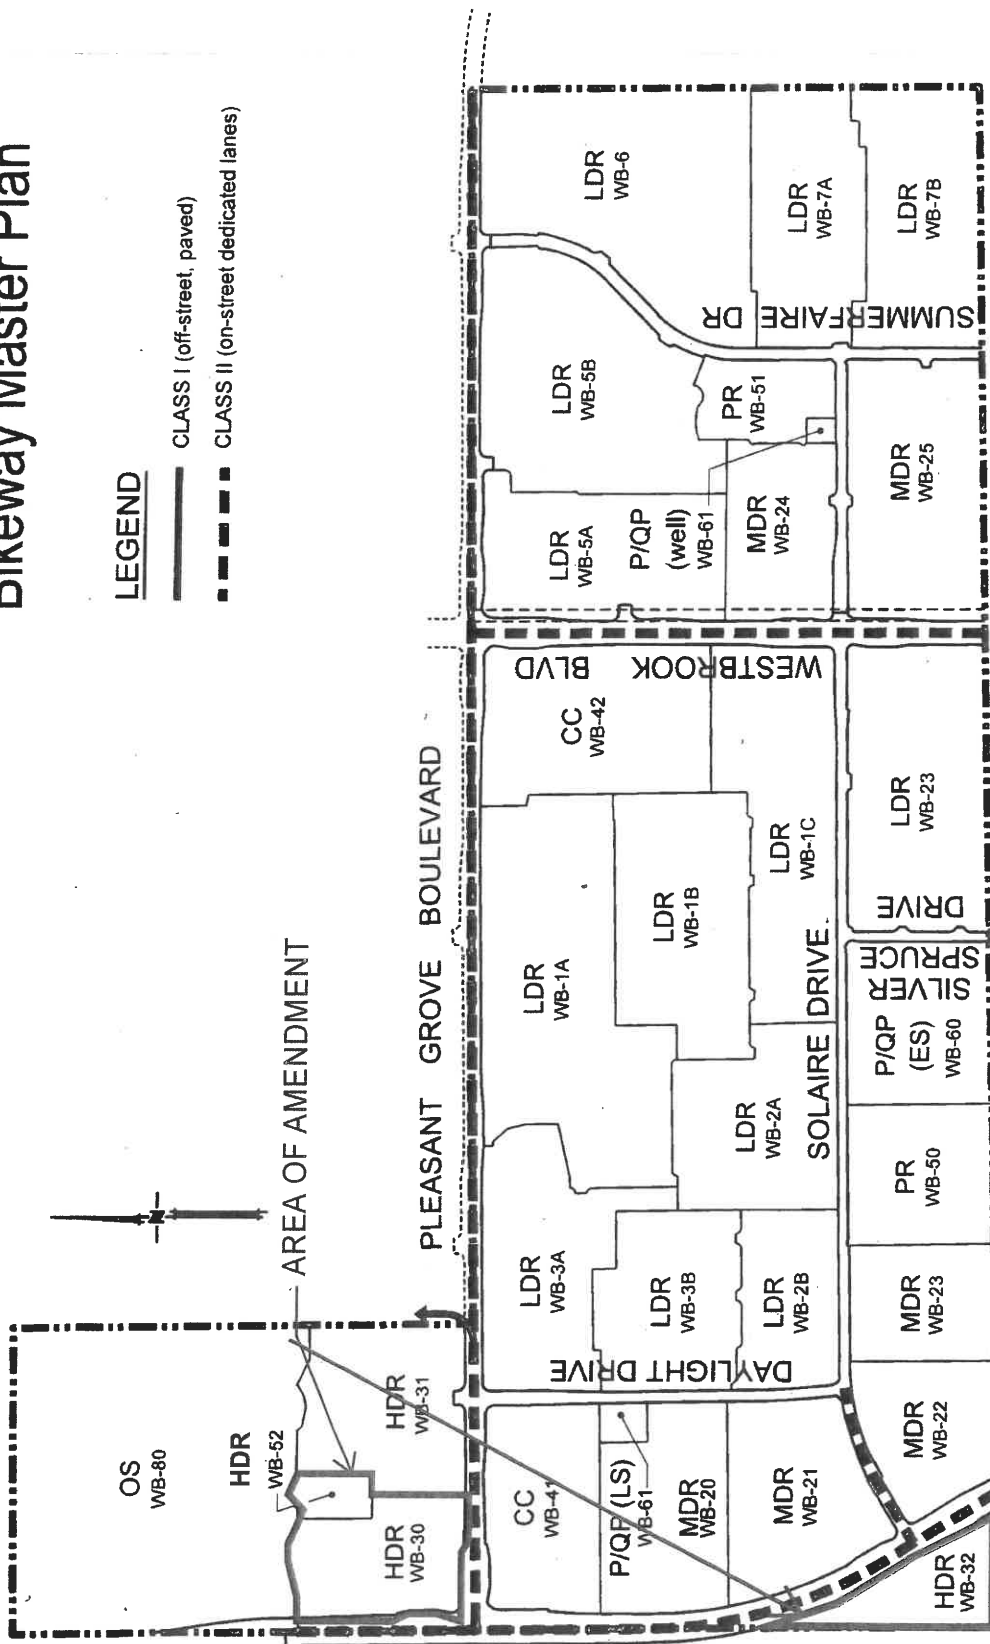 Bikeway Master Plan
LEGEND
CLASS I (off-street, paved)
CLASS II (on-street dedicated lanes)
N
AREA OF AMENDMENT
OS
WB-80
HDR
WB-52
HDR
WB-31
HDR
WB-30
PLEASANT GROVE BOULEVARD
CC
WB-41
P/QP (LS)
WB-61
MDR
WB-20
MDR
WB-21
MDR
WB-22
HDR
WB-32
DAYLIGHT DRIVE
LDR
WB-3A
LDR
WB-3B
LDR
WB-2B
LDR
WB-1A
LDR
WB-1B
LDR
WB-1C
LDR
WB-2A
SOLAIRE DRIVE
CC
WB-42
MDR
WB-23
PR
WB-50
P/QP
(ES)
WB-60
SILVER
SPRUCE
DRIVE
LDR
WB-23
WESTBROOK BLVD
LDR
WB-5A
LDR
WB-5B
P/QP
(well)
WB-61
MDR
WB-24
PR
WB-51
MDR
WB-25
SUMMERFAIRE DR
LDR
WB-6
LDR
WB-7A
LDR
WB-7B